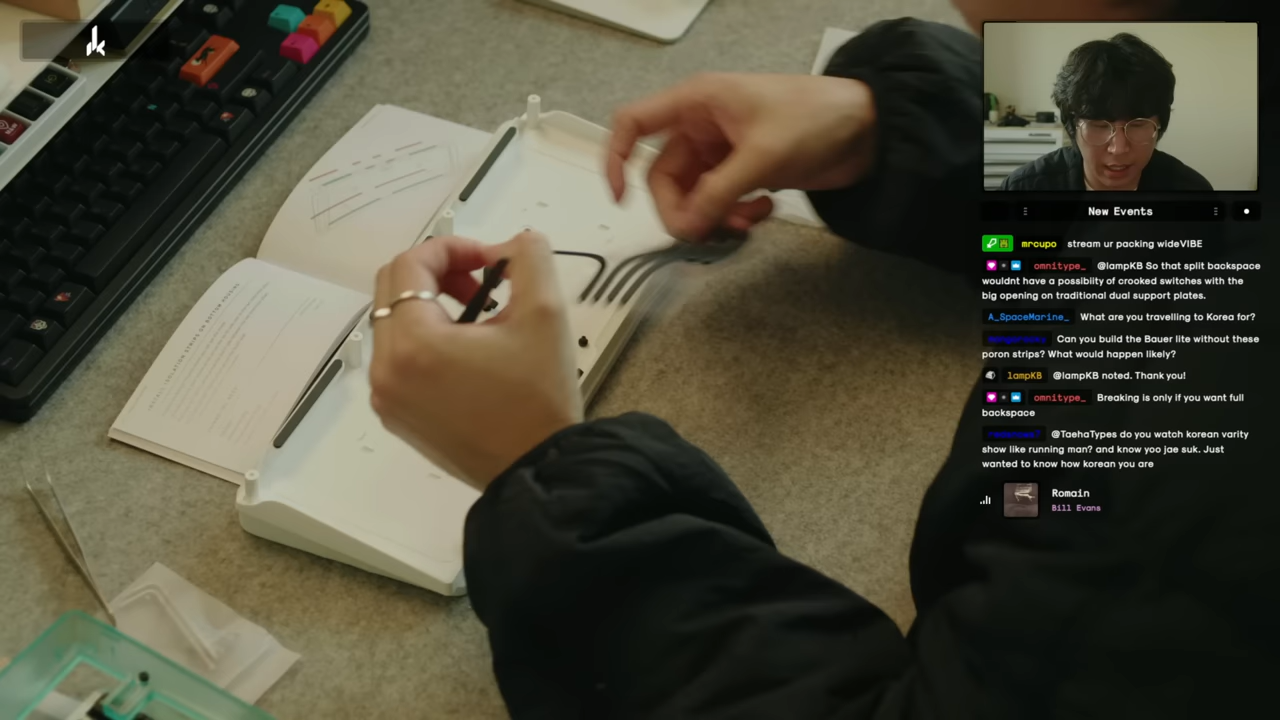 New Events
mrcupo stream ur packing wideVIBE
omnitype_ @lampKB So that split backspace
wouldnt have a possiblity of crooked switches with the
big opening on traditional dual support plates.
A_SpaceMarine_ What are you travelling to Korea for?
Can you build the Bauer lite without these
poron strips? What would happen likely?
lampKB @lampKB noted. Thank you!
omnitype_ Breaking is only if you want full
backspace
@TaehaTypes do you watch korean varity
show like running man? and know yoo jae suk. Just
wanted to know how korean you are
Romain
Bill Evans